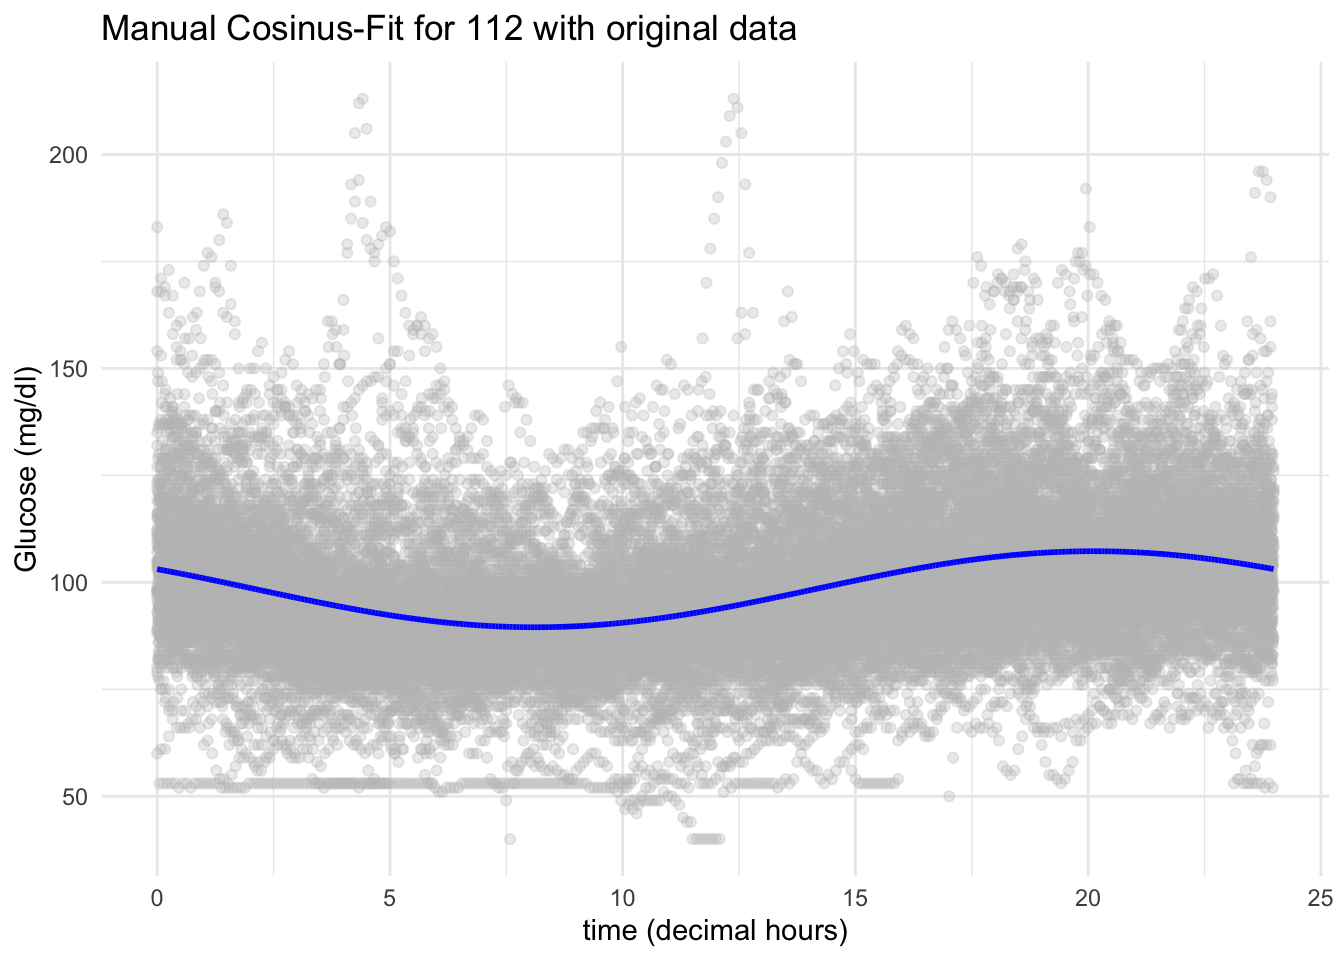 Manual Cosinus-Fit for 112 with original data
Glucose (mg/dl)
200
150
100
50
0 5 10 15 20 25
time (decimal hours)